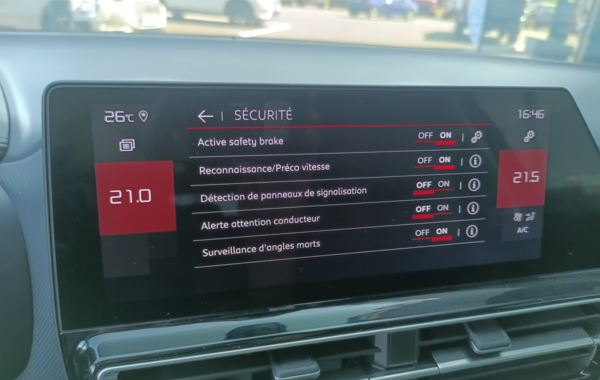 26°C
← | SÉCURITÉ
16:46
Active safety brake OFF ON |
Reconnaissance/Préco vitesse OFF ON | i
21.0
21.5
Détection de panneaux de signalisation OFF ON | i
Alerte attention conducteur OFF ON | i
A/C
Surveillance d'angles morts OFF ON | i